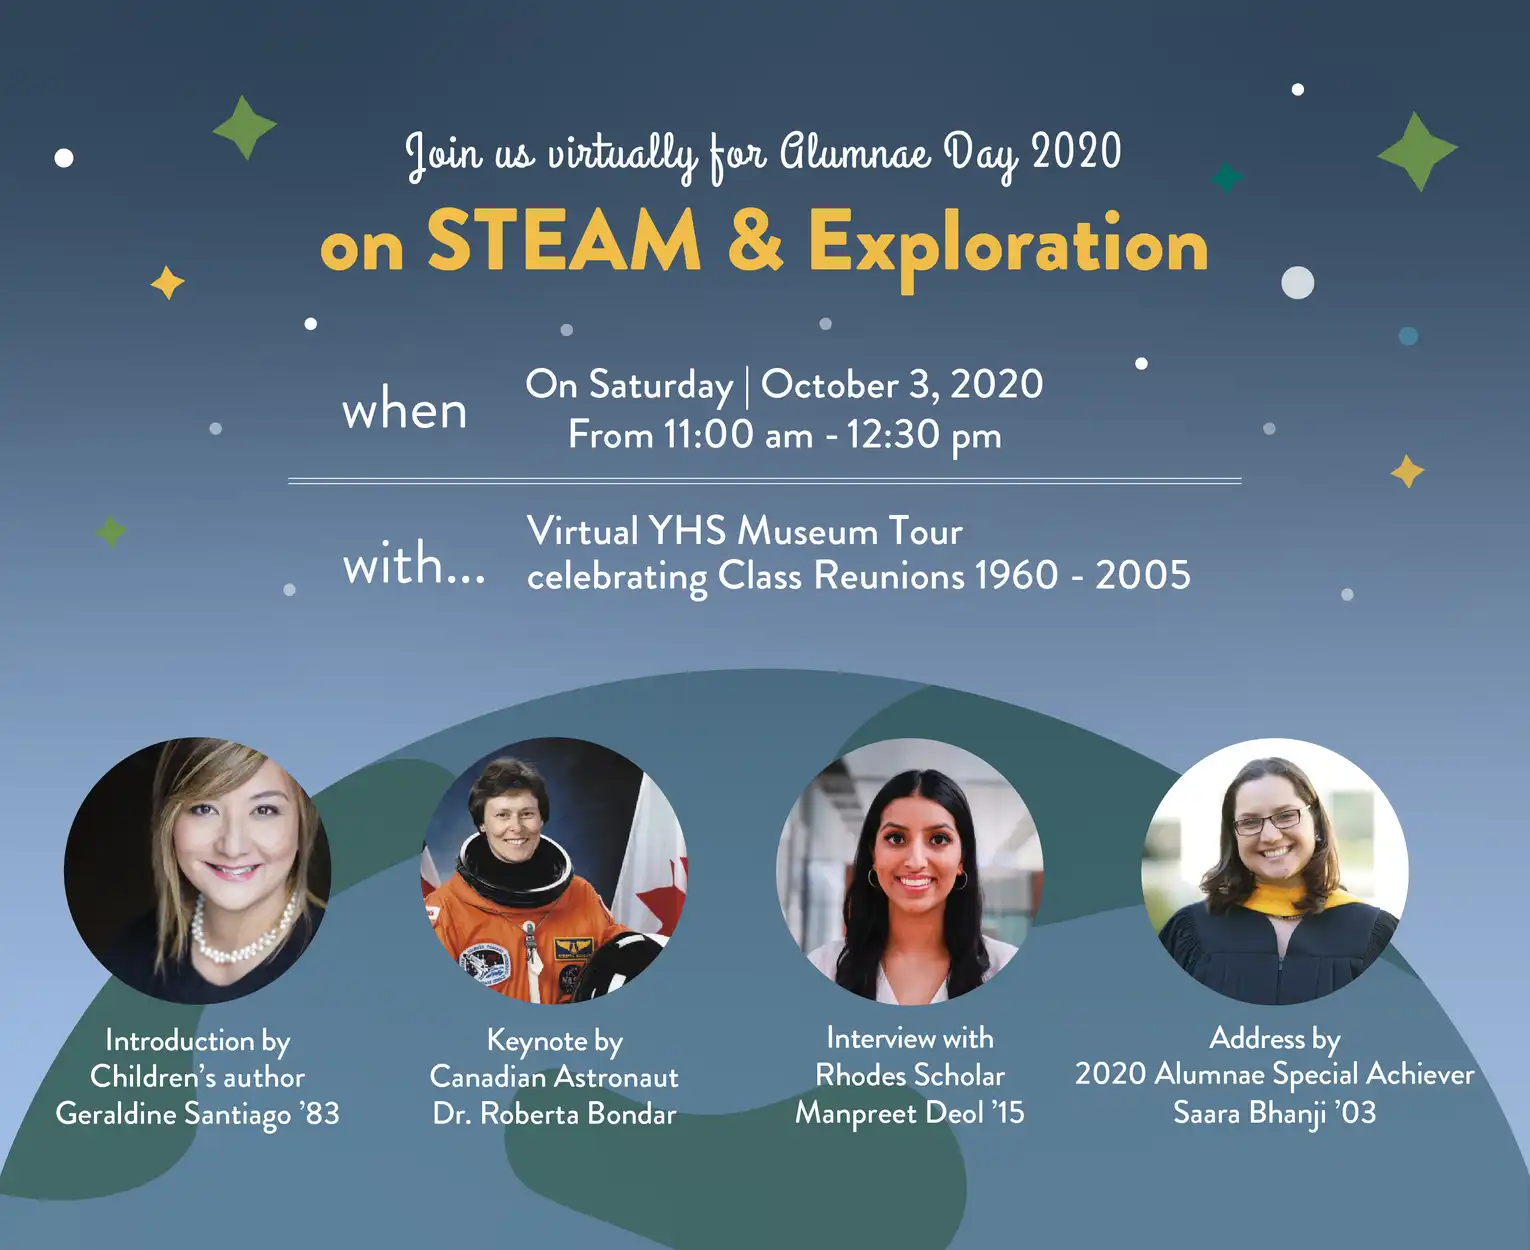 Join us virtually for Alumnae Day 2020
on STEAM & Exploration
when
On Saturday | October 3, 2020
From 11:00 am - 12:30 pm
with...
Virtual YHS Museum Tour
celebrating Class Reunions 1960 - 2005
Introduction by
Children's author
Geraldine Santiago '83
Keynote by
Canadian Astronaut
Dr. Roberta Bondar
Interview with
Rhodes Scholar
Manpreet Deol '15
Address by
2020 Alumnae Special Achiever
Saara Bhanji '03